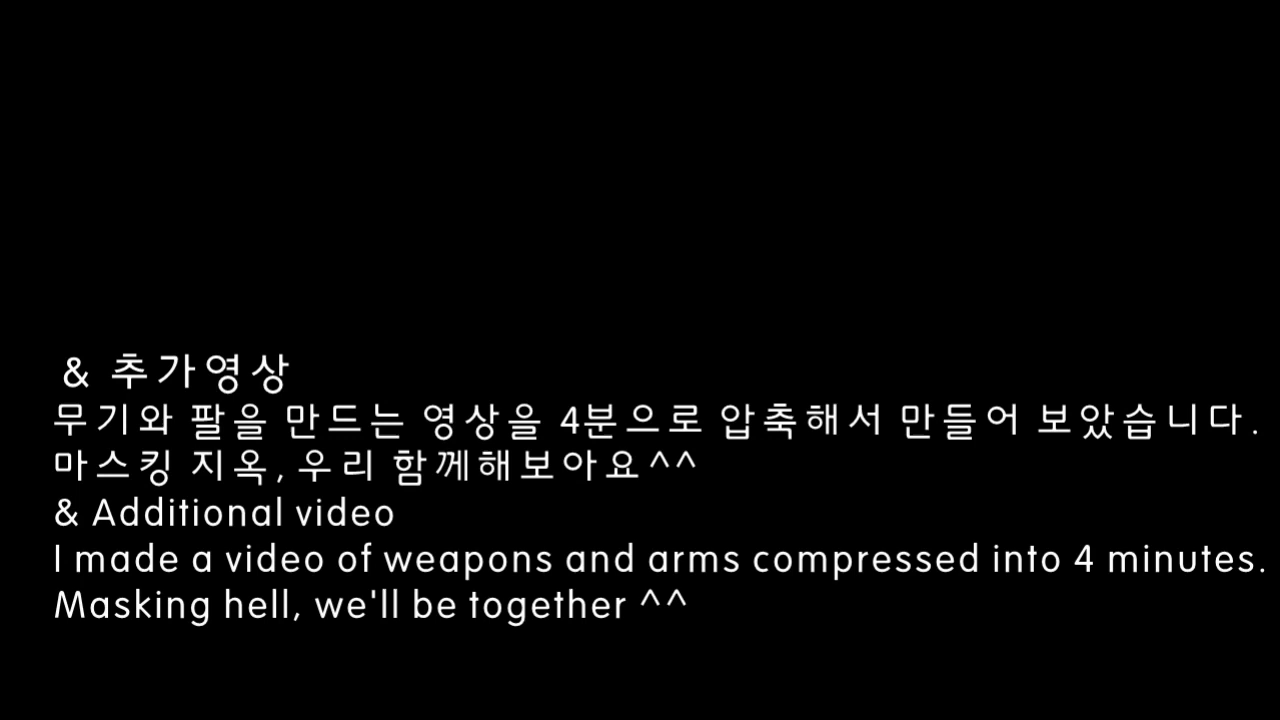 & 추가영상
무기와 팔을 만드는 영상을 4분으로 압축해서 만들어 보았습니다.
마스킹 지옥, 우리 함께해보아요^^
& Additional video
I made a video of weapons and arms compressed into 4 minutes.
Masking hell, we'll be together ^^